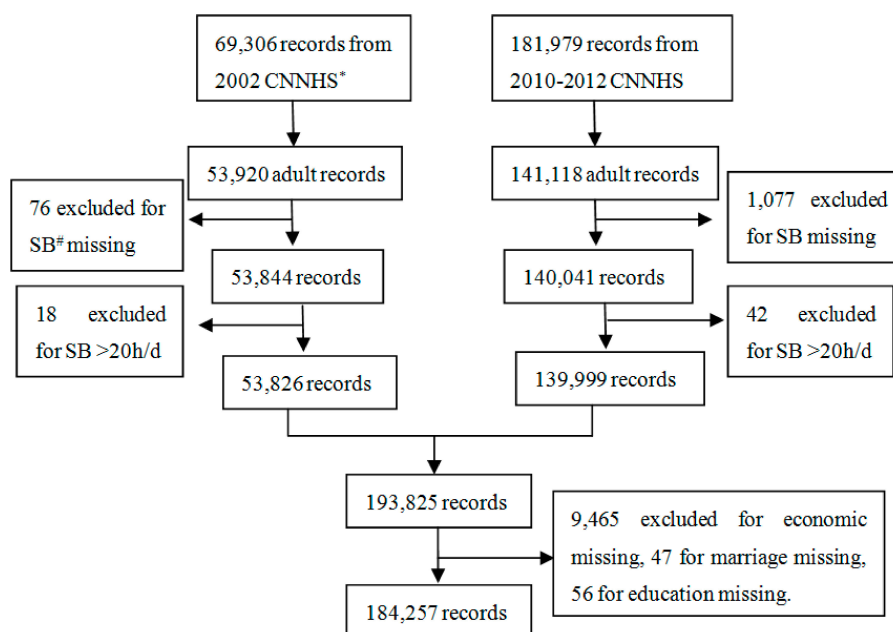 69,306 records from
2002 CNNHS*
181,979 records from
2010-2012 CNNHS
53,920 adult records
141,118 adult records
76 excluded for
SB# missing
1,077 excluded
for SB missing
53,844 records
140,041 records
18 excluded
for SB >20h/d
42 excluded
for SB >20h/d
53,826 records
139,999 records
193,825 records
9,465 excluded for economic
missing, 47 for marriage missing,
56 for education missing.
184,257 records